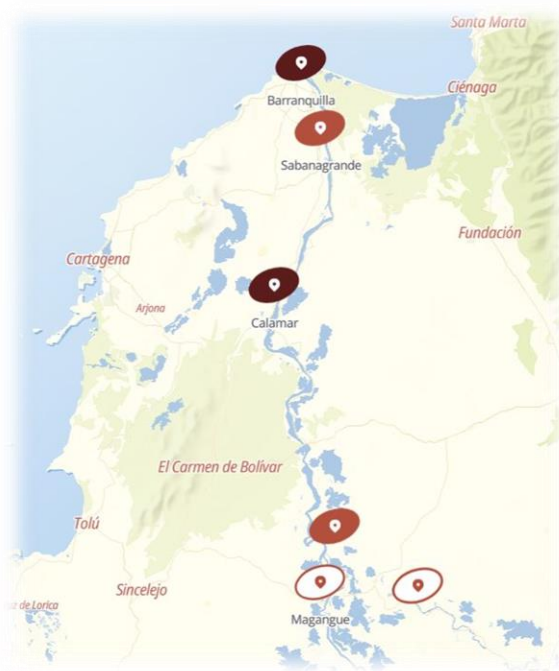 Santa Marta
Ciénaga
Barranquilla
Sabanagrande
Fundación
Cartagena
Arjona
Calamar
El Carmen de Bolívar
Tolú
Sincelejo
de Lorica
Magangue